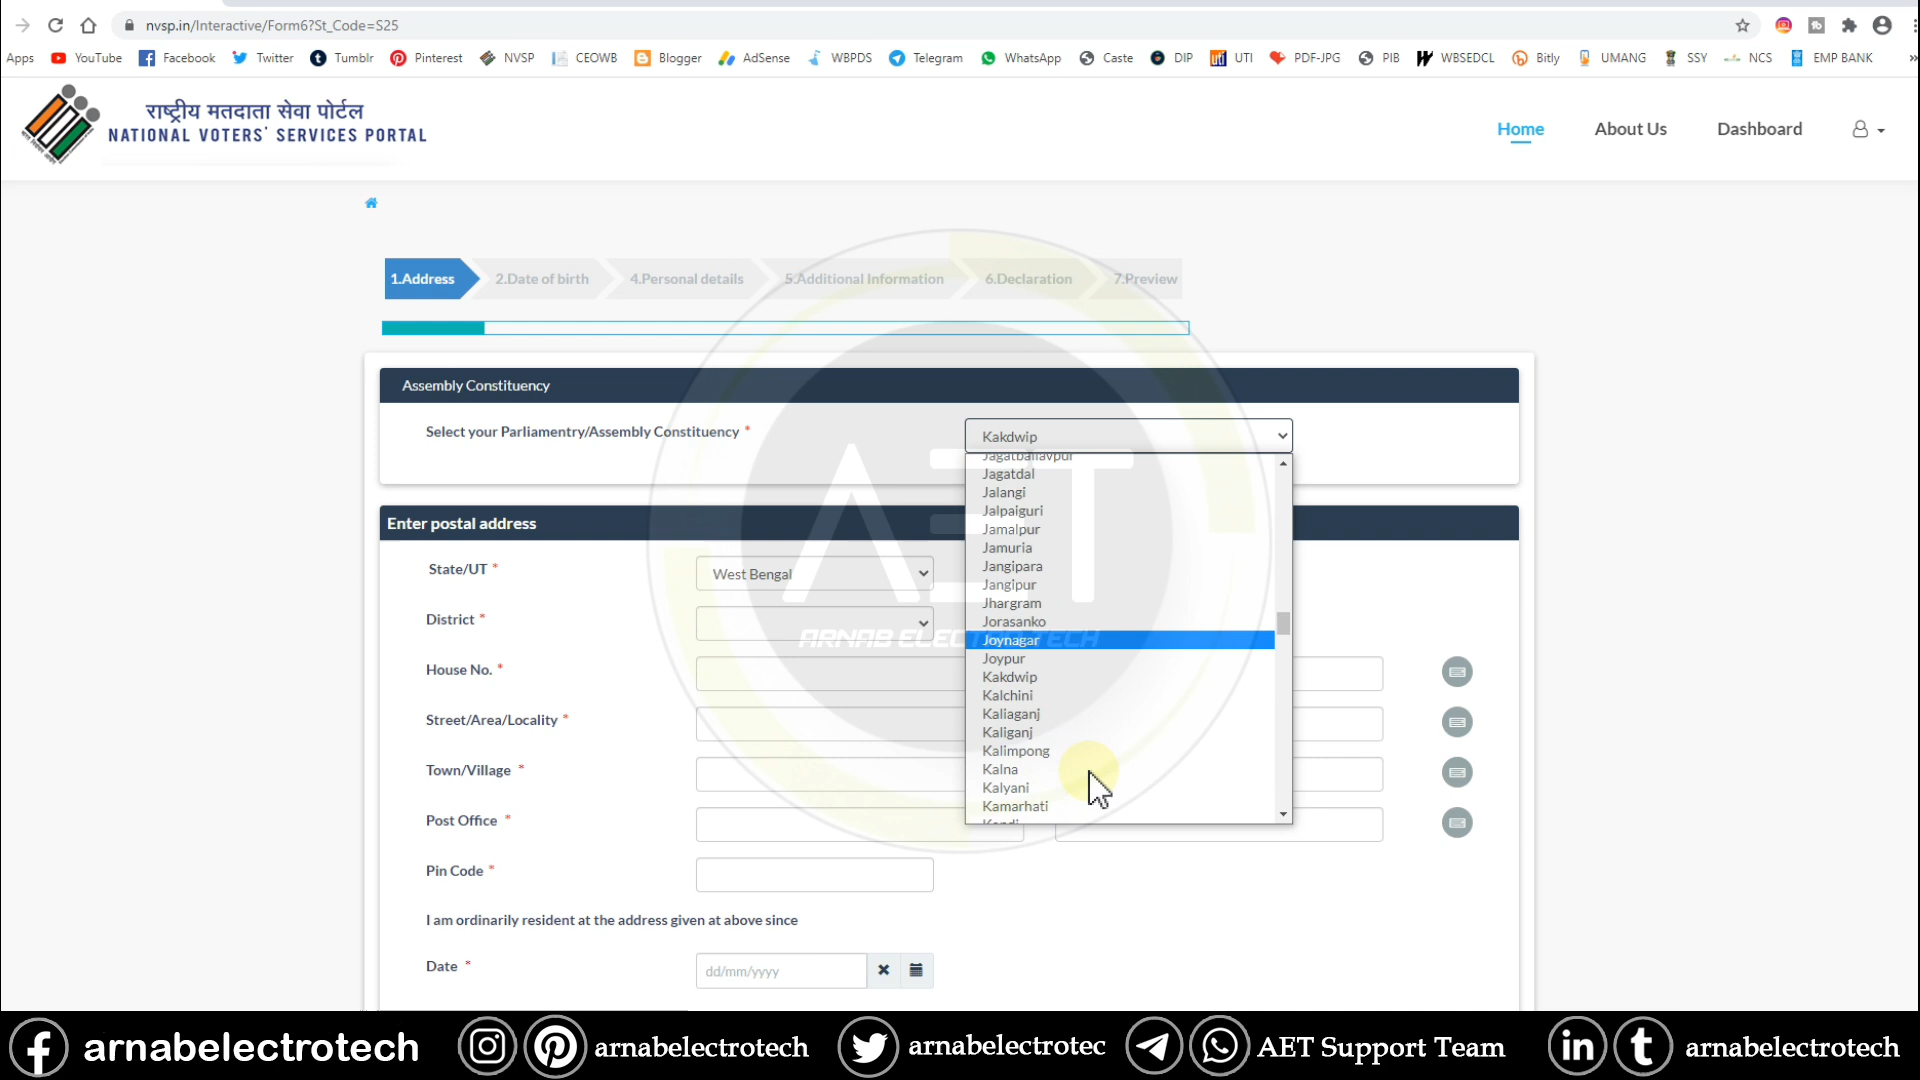 nvsp.in/Interactive/Form6?St_Code=S25
Apps YouTube Facebook Twitter Tumblr Pinterest NVSP CEOWB Blogger AdSense WBPDS Telegram WhatsApp Caste DIP UTI PDF-JPG PIB WBSEDCL Bitly UMANG SSY NCS EMP BANK »
राष्ट्रीय मतदाता सेवा पोर्टल
NATIONAL VOTERS' SERVICES PORTAL
Home About Us Dashboard
1.Address 2.Date of birth 4.Personal details 5.Additional Information 6.Declaration 7.Preview
Assembly Constituency
Select your Parliamentry/Assembly Constituency *
Kakdwip
Jagatballavpur
Jagatdal
Jalangi
Jalpaiguri
Jamalpur
Jamuria
Jangipara
Jangipur
Jhargram
Jorasanko
Joynagar
Joypur
Kakdwip
Kalchini
Kaliaganj
Kaliganj
Kalimpong
Kalna
Kalyani
Kamarhati
Enter postal address
State/UT *
West Bengal
District *
House No. *
Street/Area/Locality *
Town/Village *
Post Office *
Pin Code *
I am ordinarily resident at the address given at above since
Date *
dd/mm/yyyy
AET
ARNAB ELECTRO TECH
arnabelectrotech arnabelectrotech arnabelectrotec AET Support Team arnabelectrotech